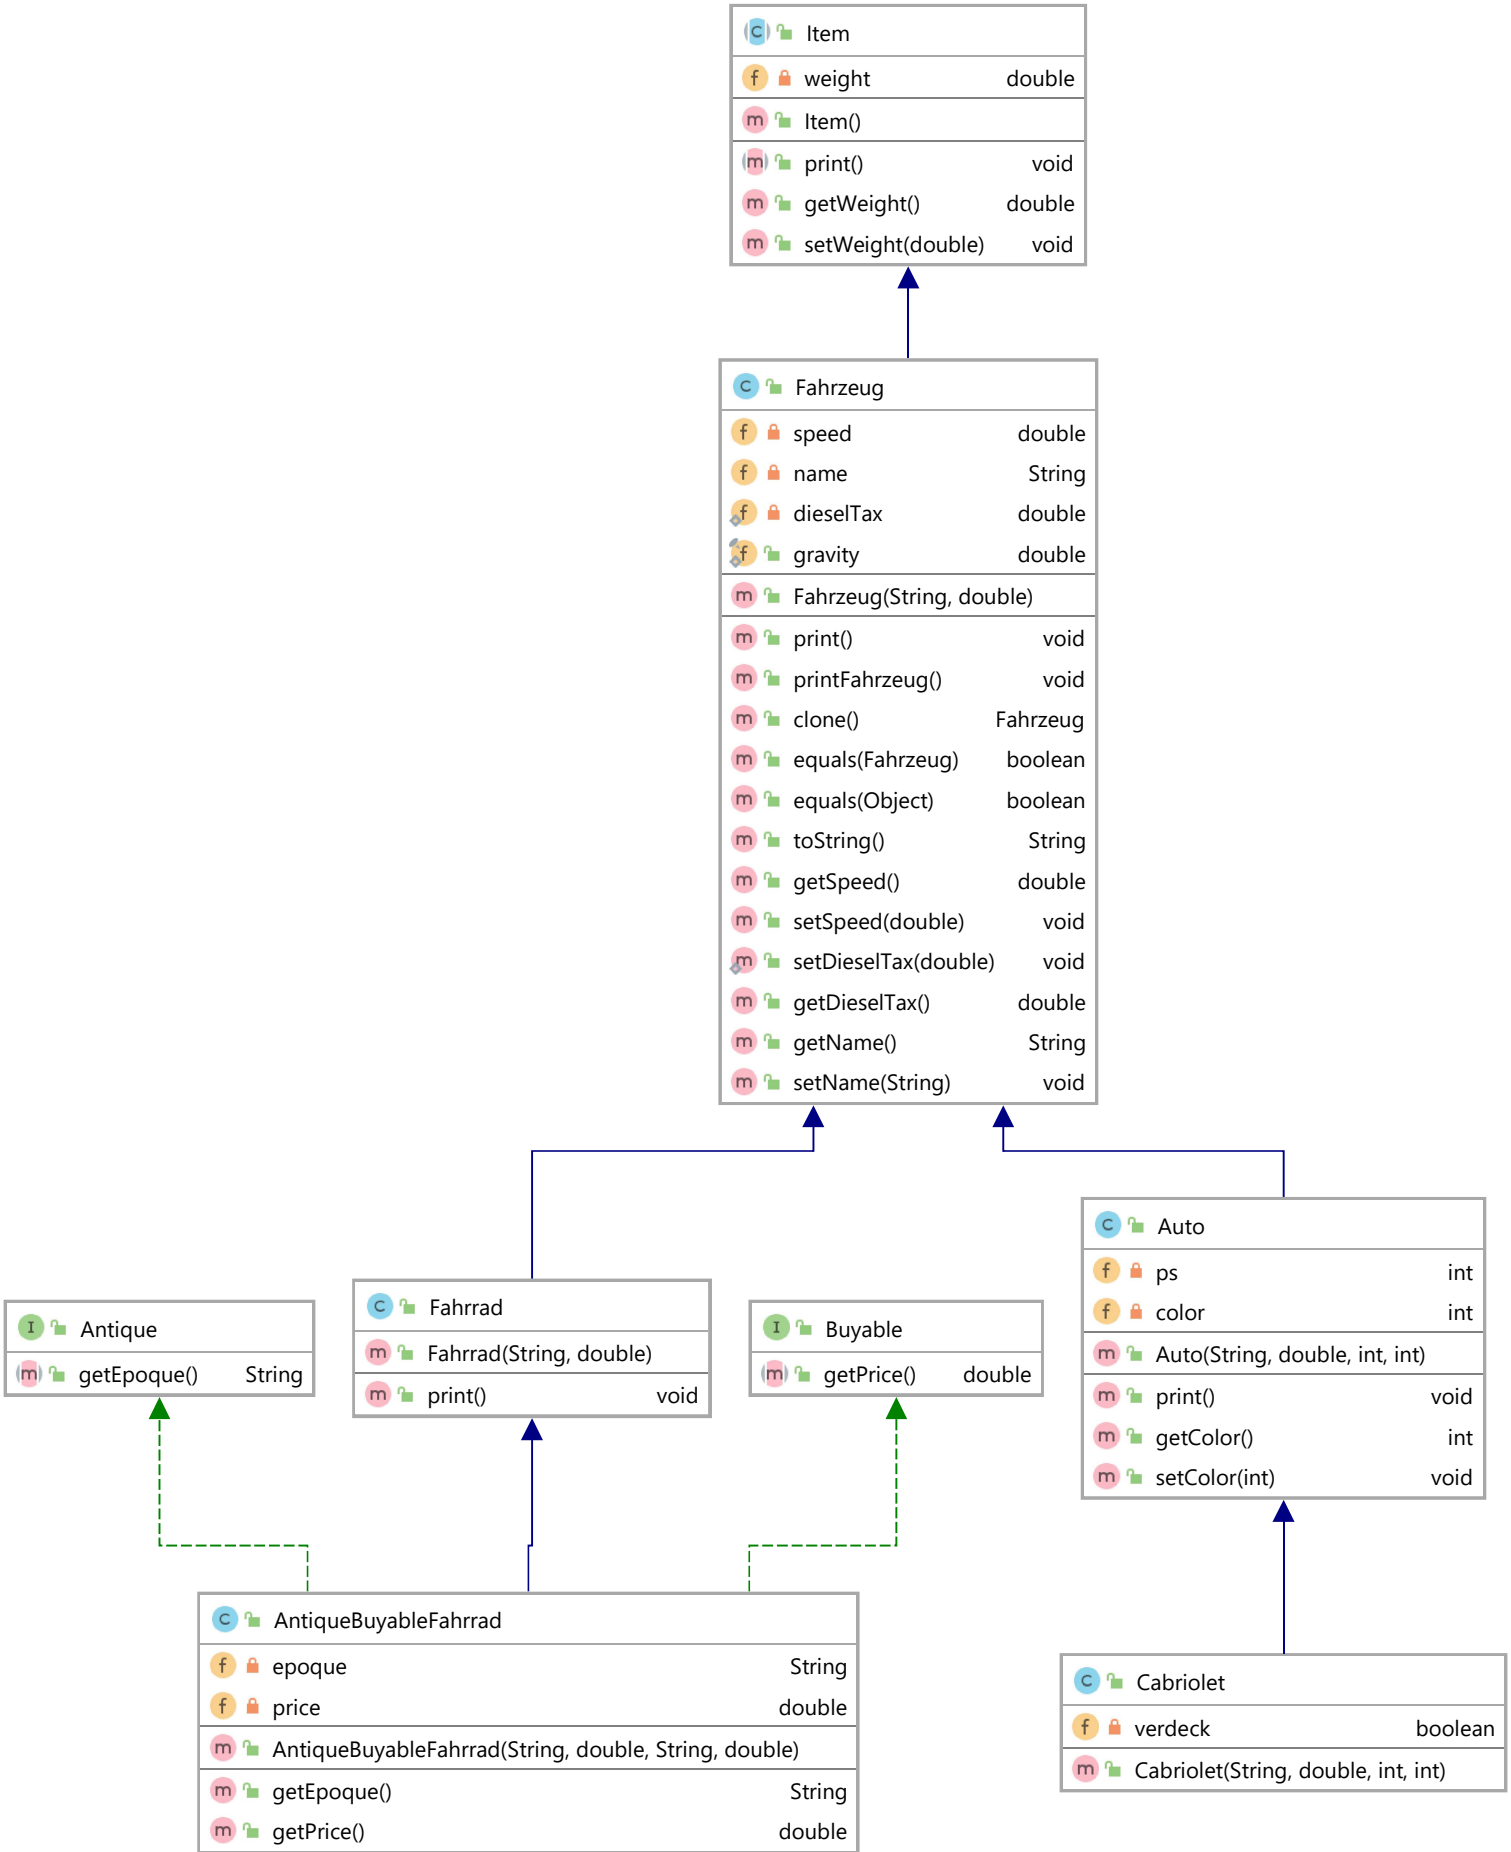 Item
weight double
Item()
print() void
getWeight() double
setWeight(double) void
Fahrzeug
speed double
name String
dieselTax double
gravity double
Fahrzeug(String, double)
print() void
printFahrzeug() void
clone() Fahrzeug
equals(Fahrzeug) boolean
equals(Object) boolean
toString() String
getSpeed() double
setSpeed(double) void
setDieselTax(double) void
getDieselTax() double
getName() String
setName(String) void
Antique
getEpoque() String
Fahrrad
Fahrrad(String, double)
print() void
Buyable
getPrice() double
Auto
ps int
color int
Auto(String, double, int, int)
print() void
getColor() int
setColor(int) void
AntiqueBuyableFahrrad
epoque String
price double
AntiqueBuyableFahrrad(String, double, String, double)
getEpoque() String
getPrice() double
Cabriolet
verdeck boolean
Cabriolet(String, double, int, int)